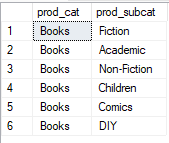 prod_cat prod_subcat
1 Books Fiction
2 Books Academic
3 Books Non-Fiction
4 Books Children
5 Books Comics
6 Books DIY